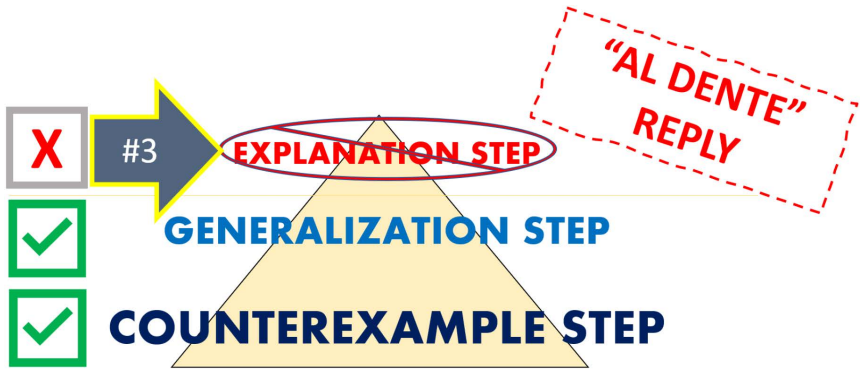 “AL DENTE”
REPLY
X
#3
EXPLANATION STEP
GENERALIZATION STEP
COUNTEREXAMPLE STEP